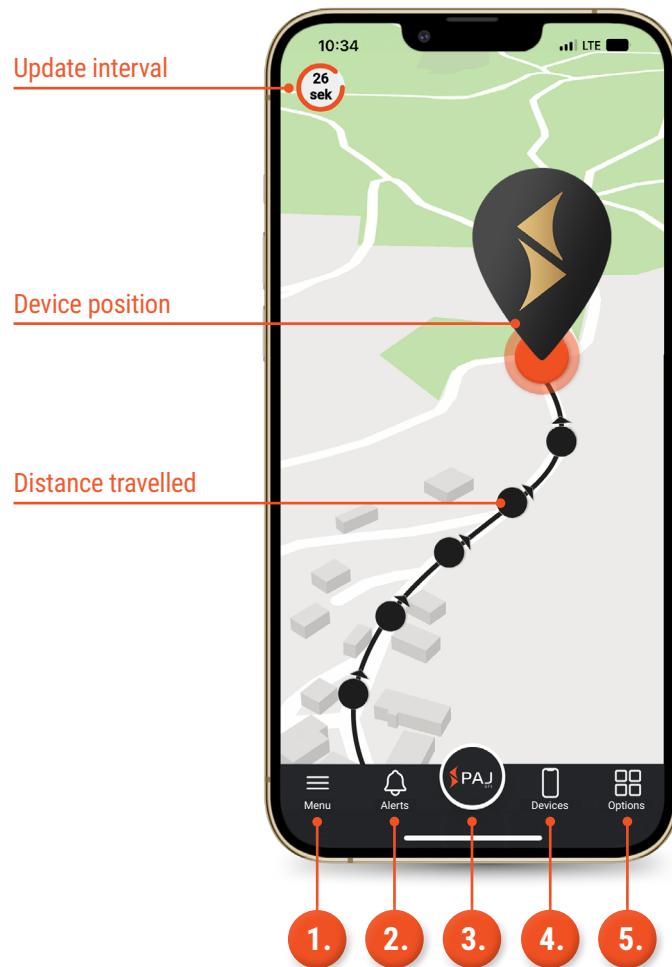 10:34
LTE
Update interval
26
sek
Device position
Distance travelled
PAJ
Menu
Alerts
Devices
Options
1.
2.
3.
4.
5.